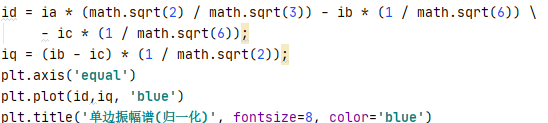 id = ia * (math.sqrt(2) / math.sqrt(3)) - ib * (1 / math.sqrt(6)) \
- ic * (1 / math.sqrt(6));
iq = (ib - ic) * (1 / math.sqrt(2));
plt.axis('equal')
plt.plot(id,iq, 'blue')
plt.title('单边振幅谱(归一化)', fontsize=8, color='blue')